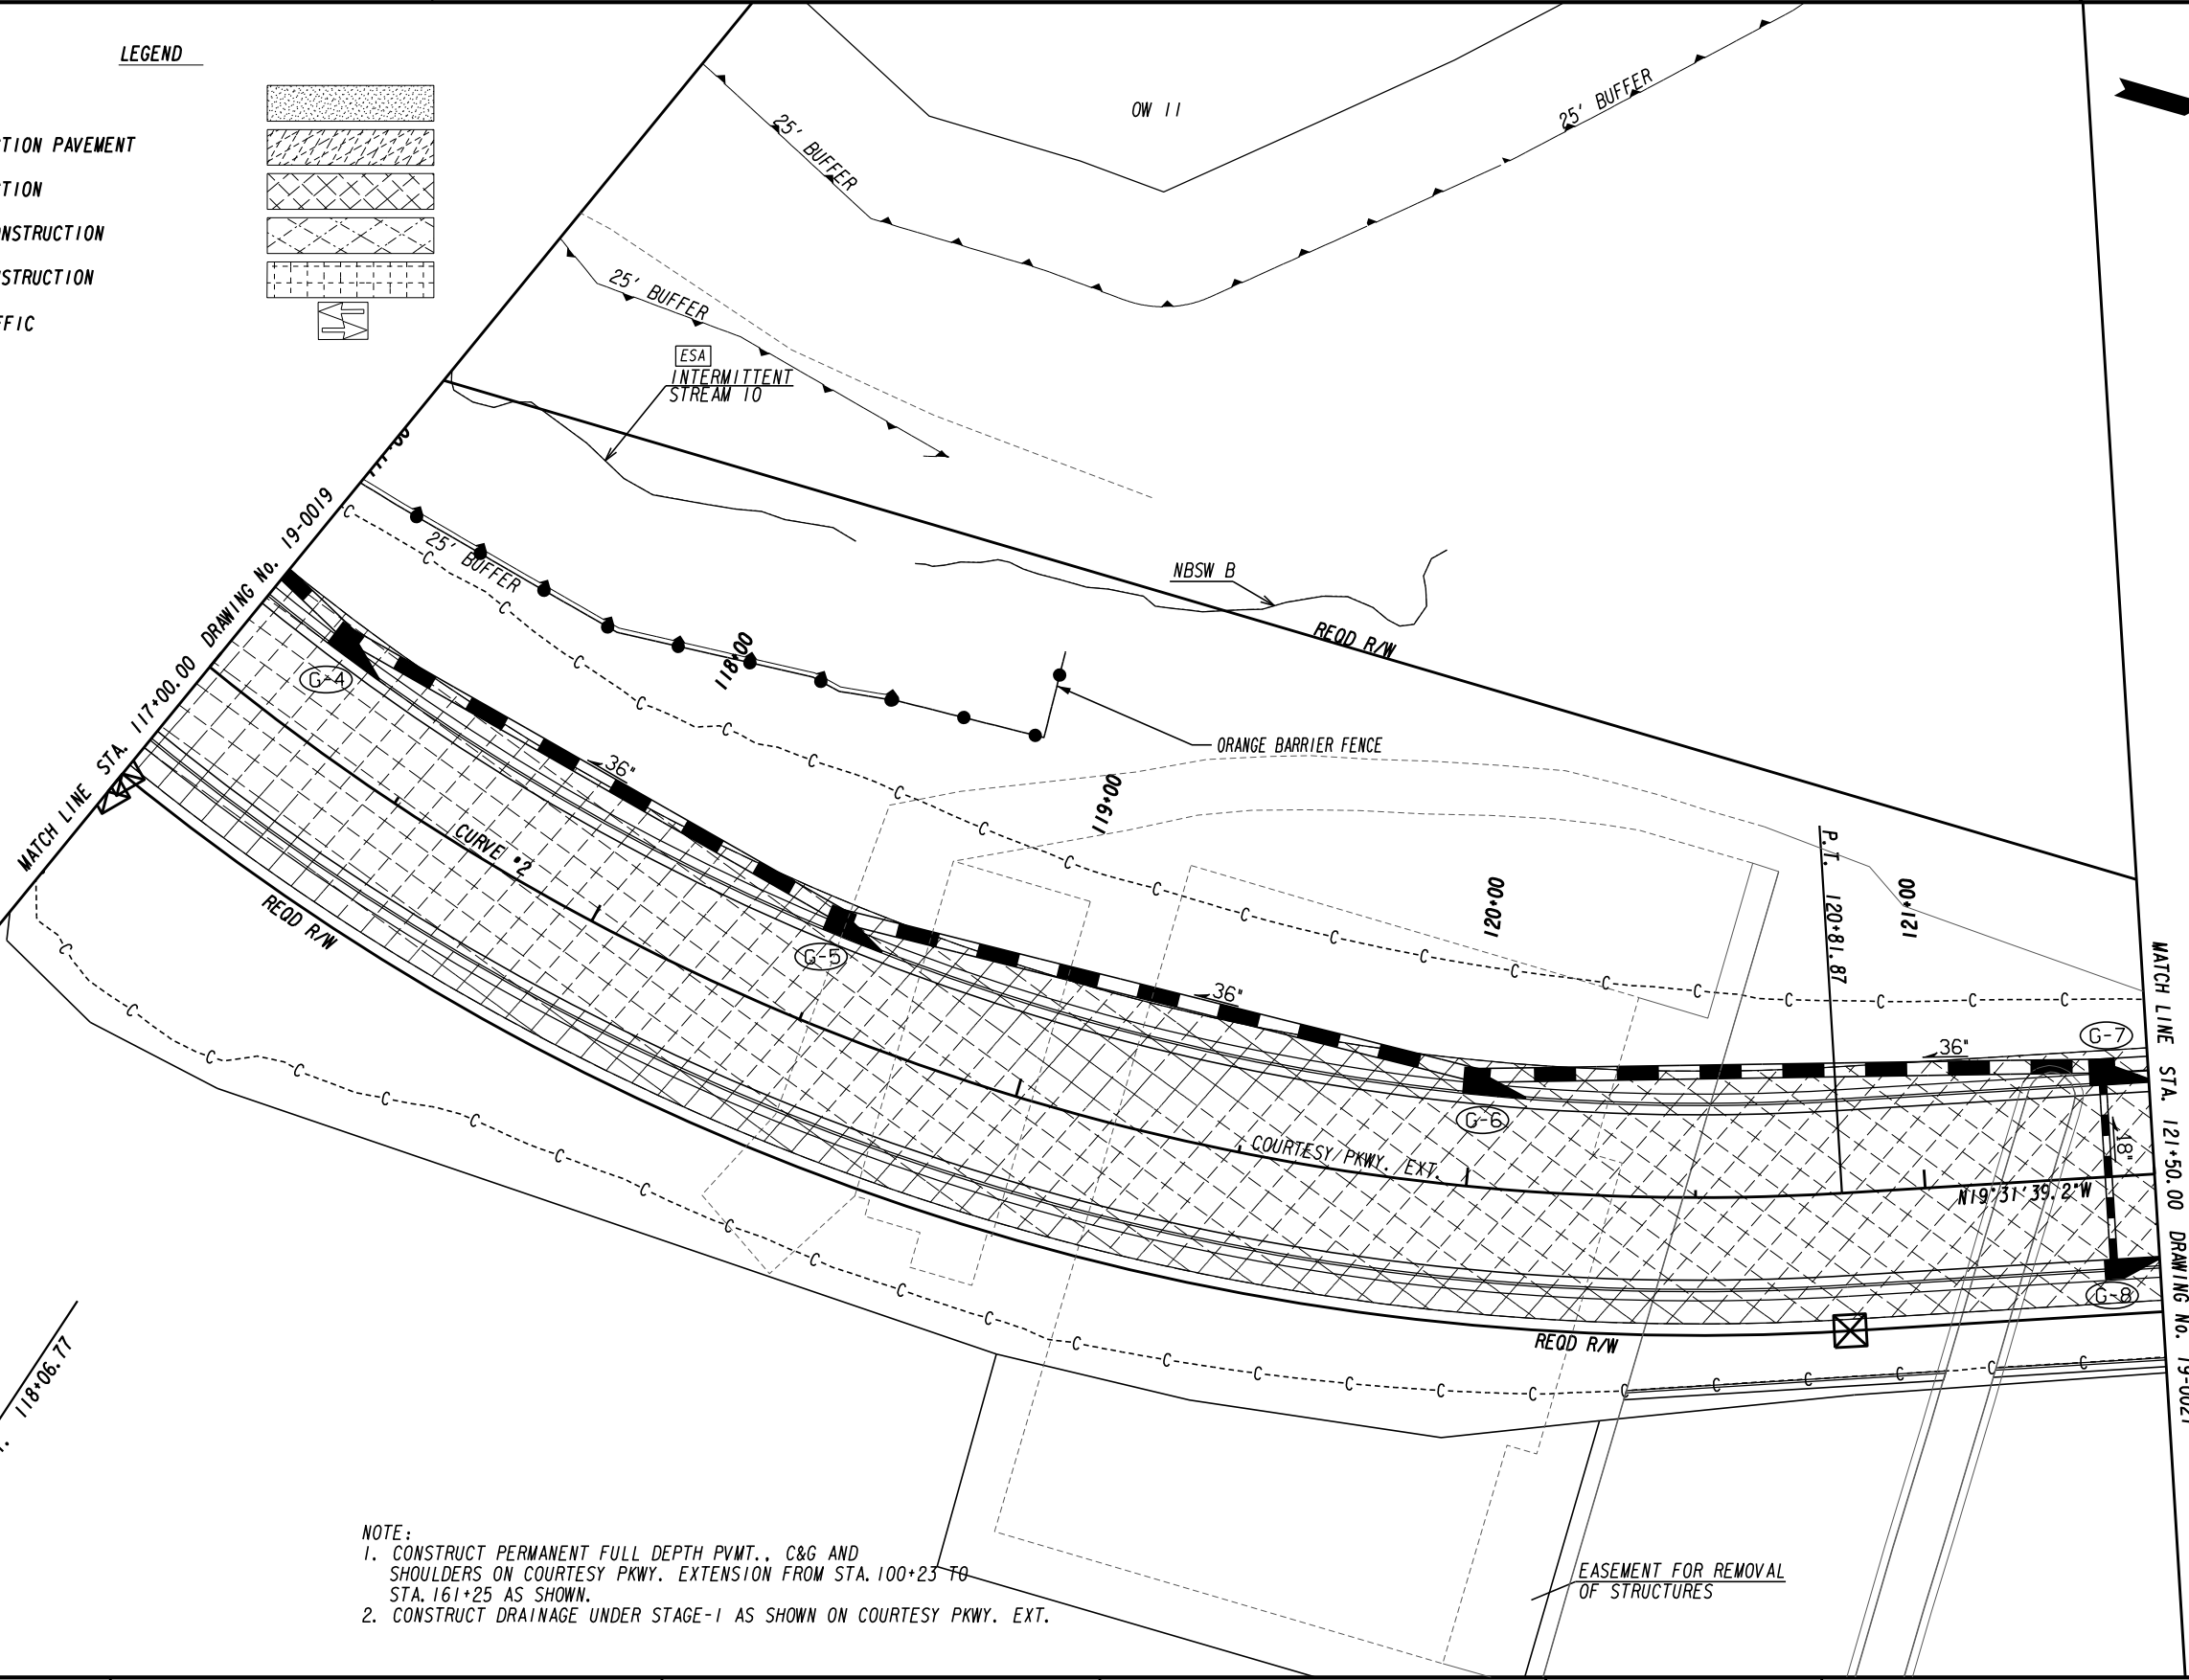 LEGEND
PAVEMENT
OW 11
25' BUFFER
25' BUFFER
25' BUFFER
ESA
INTERMITTENT
STREAM 10
25' BUFFER
NBSW B
REQD R/W
ORANGE BARRIER FENCE
MATCH LINE STA. 117+00.00 DRAWING No. 19-0019
118+00
119+00
120+00
121+00
P.T. 120+81.87
G-4
36"
CURVE #2
REQD R/W
G-5
36"
G-6
36"
G-7
18"
G-8
COURTESY PKWY. EXT.
N19°31'39.2"W
REQD R/W
MATCH LINE STA. 121+50.00 DRAWING No. 19-0021
118+06.77
NOTE:
1. CONSTRUCT PERMANENT FULL DEPTH PVMT., C&G AND
SHOULDERS ON COURTESY PKWY. EXTENSION FROM STA.100+23 TO
STA.161+25 AS SHOWN.
2. CONSTRUCT DRAINAGE UNDER STAGE-1 AS SHOWN ON COURTESY PKWY. EXT.
EASEMENT FOR REMOVAL
OF STRUCTURES
C C C C C C C C C C C C C C C C C C C C C
C C C C C C C C C C C C C C C C C C C C C C C C